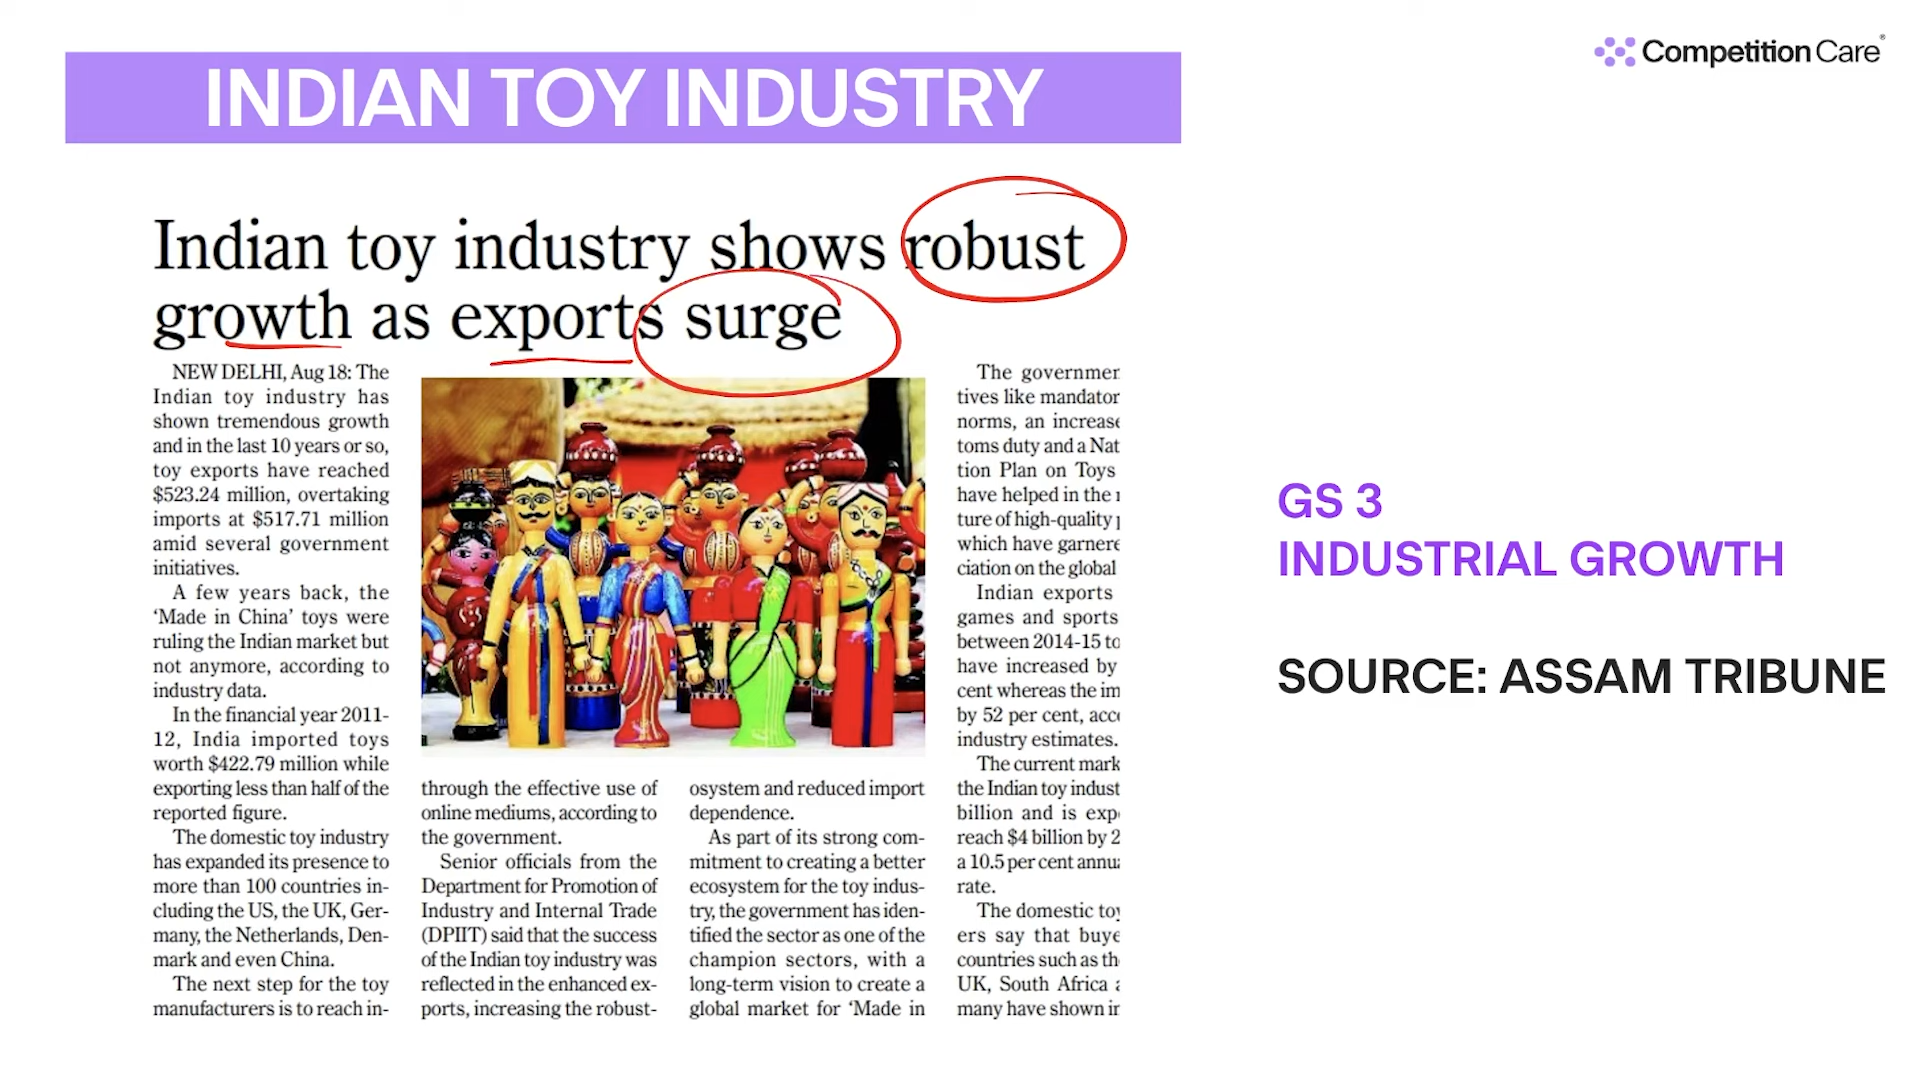 INDIAN TOY INDUSTRY
Competition Care®
Indian toy industry shows robust
growth as exports surge
NEW DELHI, Aug 18: The
Indian toy industry has
shown tremendous growth
and in the last 10 years or so,
toy exports have reached
$523.24 million, overtaking
imports at $517.71 million
amid several government
initiatives.
A few years back, the
‘Made in China’ toys were
ruling the Indian market but
not anymore, according to
industry data.
In the financial year 2011-
12, India imported toys
worth $422.79 million while
exporting less than half of the
reported figure.
The domestic toy industry
has expanded its presence to
more than 100 countries in-
cluding the US, the UK, Ger-
many, the Netherlands, Den-
mark and even China.
The next step for the toy
manufacturers is to reach in-
through the effective use of
online mediums, according to
the government.
Senior officials from the
Department for Promotion of
Industry and Internal Trade
(DPIIT) said that the success
of the Indian toy industry was
reflected in the enhanced ex-
ports, increasing the robust-
osystem and reduced import
dependence.
As part of its strong com-
mitment to creating a better
ecosystem for the toy indus-
try, the government has iden-
tified the sector as one of the
champion sectors, with a
long-term vision to create a
global market for ‘Made in
The
tives like
norms, an
toms duty and a
tion Plan on Toys
have helped in the
ture of high-quality
which have
ciation on the global
Indian exports
games and sports
between 2014-15 to
have increased by
cent whereas the
by 52 per cent,
industry estimates.
The current
the Indian toy
billion and is
reach $4 billion by
a 10.5 per cent
rate.
The domestic
ers say that
countries such as
UK, South Africa
many have shown
GS 3
INDUSTRIAL GROWTH
SOURCE: ASSAM TRIBUNE